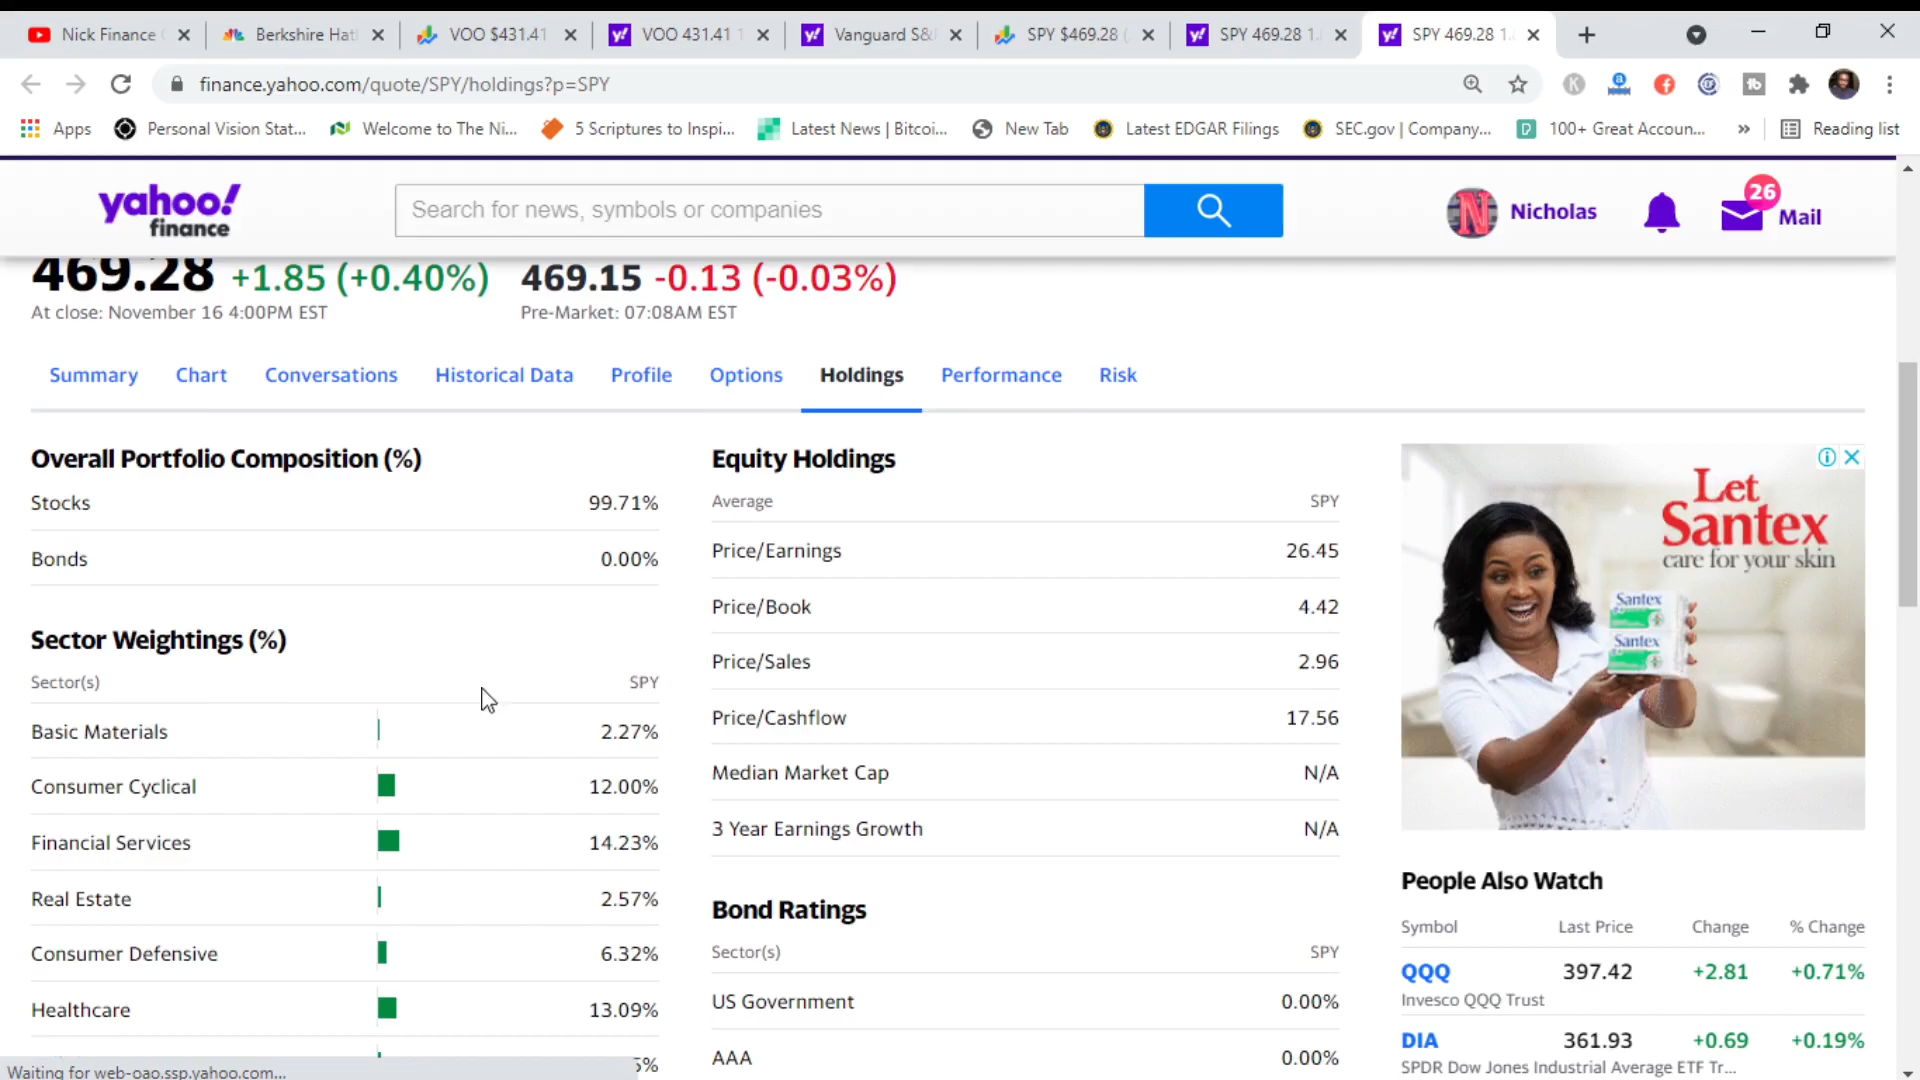 Nick Finance
Berkshire Hat
VOO $431.41
VOO 431.41 1
Vanguard S&
SPY $469.28 (
SPY 469.28 1.
SPY 469.28 1.
finance.yahoo.com/quote/SPY/holdings?p=SPY
Apps
Personal Vision Stat...
Welcome to The Ni...
5 Scriptures to Inspi...
Latest News | Bitcoi...
New Tab
Latest EDGAR Filings
SEC.gov | Company...
100+ Great Accoun...
»
Reading list
yahoo!
finance
Search for news, symbols or companies
N
Nicholas
26
Mail
469.28 +1.85 (+0.40%)
At close: November 16 4:00PM EST
469.15 -0.13 (-0.03%)
Pre-Market: 07:08AM EST
Summary
Chart
Conversations
Historical Data
Profile
Options
Holdings
Performance
Risk
Overall Portfolio Composition (%)
Stocks 99.71%
Bonds 0.00%
Sector Weightings (%)
Sector(s) SPY
Basic Materials 2.27%
Consumer Cyclical 12.00%
Financial Services 14.23%
Real Estate 2.57%
Consumer Defensive 6.32%
Healthcare 13.09%
Equity Holdings
Average SPY
Price/Earnings 26.45
Price/Book 4.42
Price/Sales 2.96
Price/Cashflow 17.56
Median Market Cap N/A
3 Year Earnings Growth N/A
Bond Ratings
Sector(s) SPY
US Government 0.00%
AAA 0.00%
Let
Santex
care for your skin
Santex
Santex
People Also Watch
Symbol Last Price Change % Change
QQQ 397.42 +2.81 +0.71%
Invesco QQQ Trust
DIA 361.93 +0.69 +0.19%
SPDR Dow Jones Industrial Average ETF Tr...
Waiting for web-oao.ssp.yahoo.com...